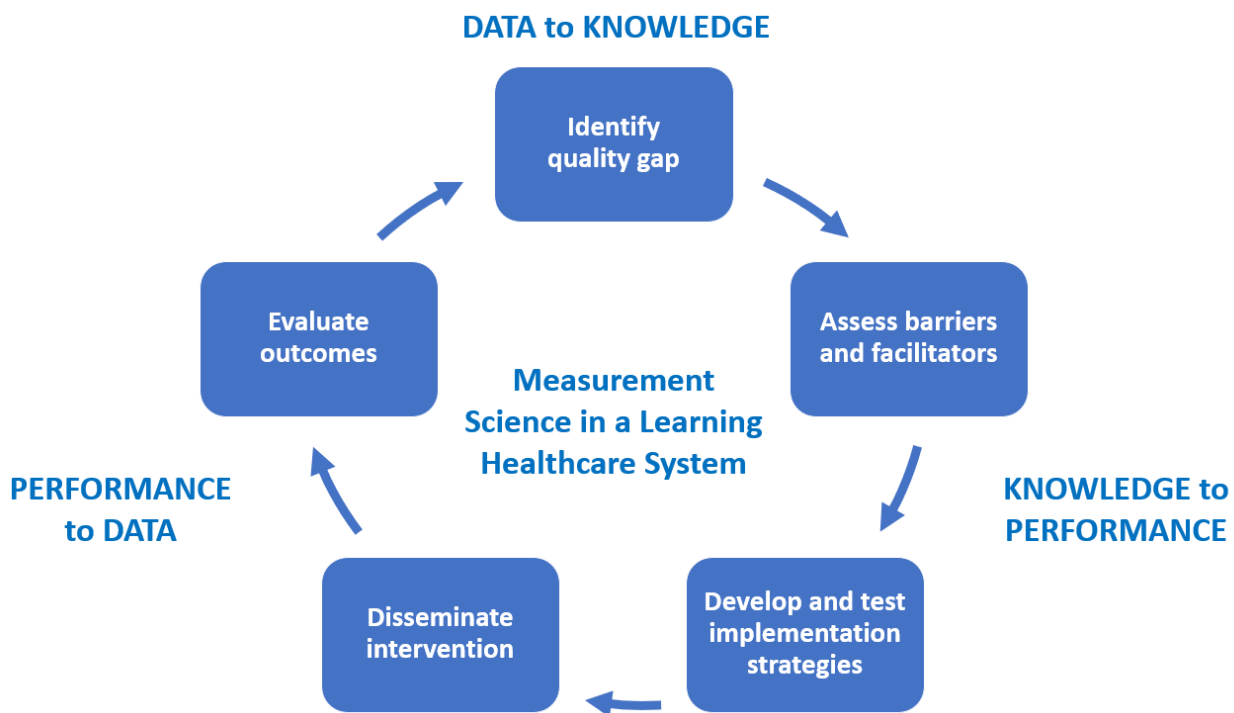 DATA to KNOWLEDGE
Identify
quality gap
Assess barriers
and facilitators
KNOWLEDGE to
PERFORMANCE
Develop and test
implementation
strategies
Disseminate
intervention
PERFORMANCE
to DATA
Evaluate
outcomes
Measurement
Science in a Learning
Healthcare System